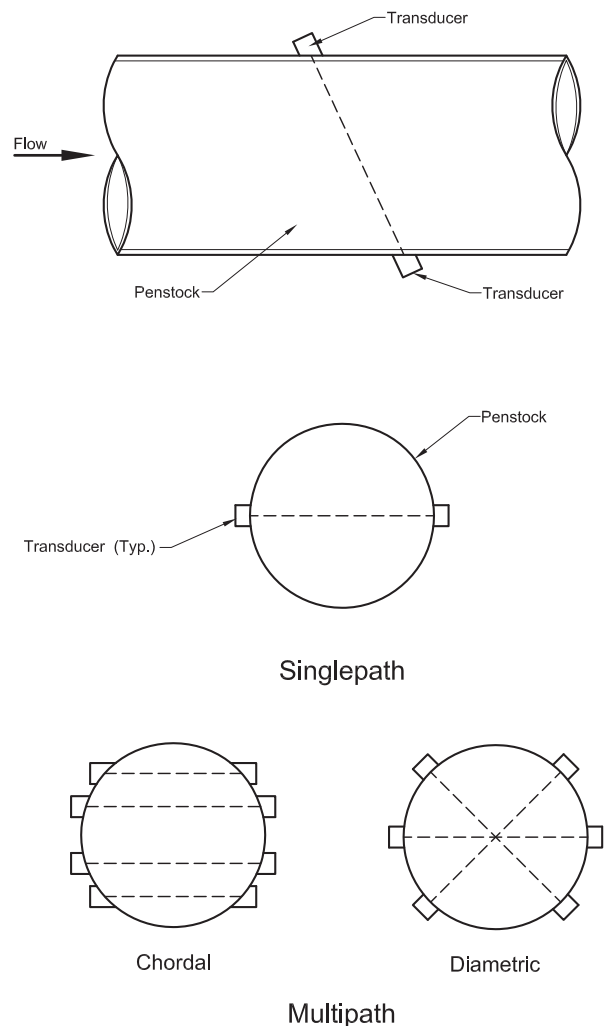 Transducer
Flow
Penstock
Transducer
Penstock
Transducer (Typ.)
Singlepath
Chordal
Diametric
Multipath